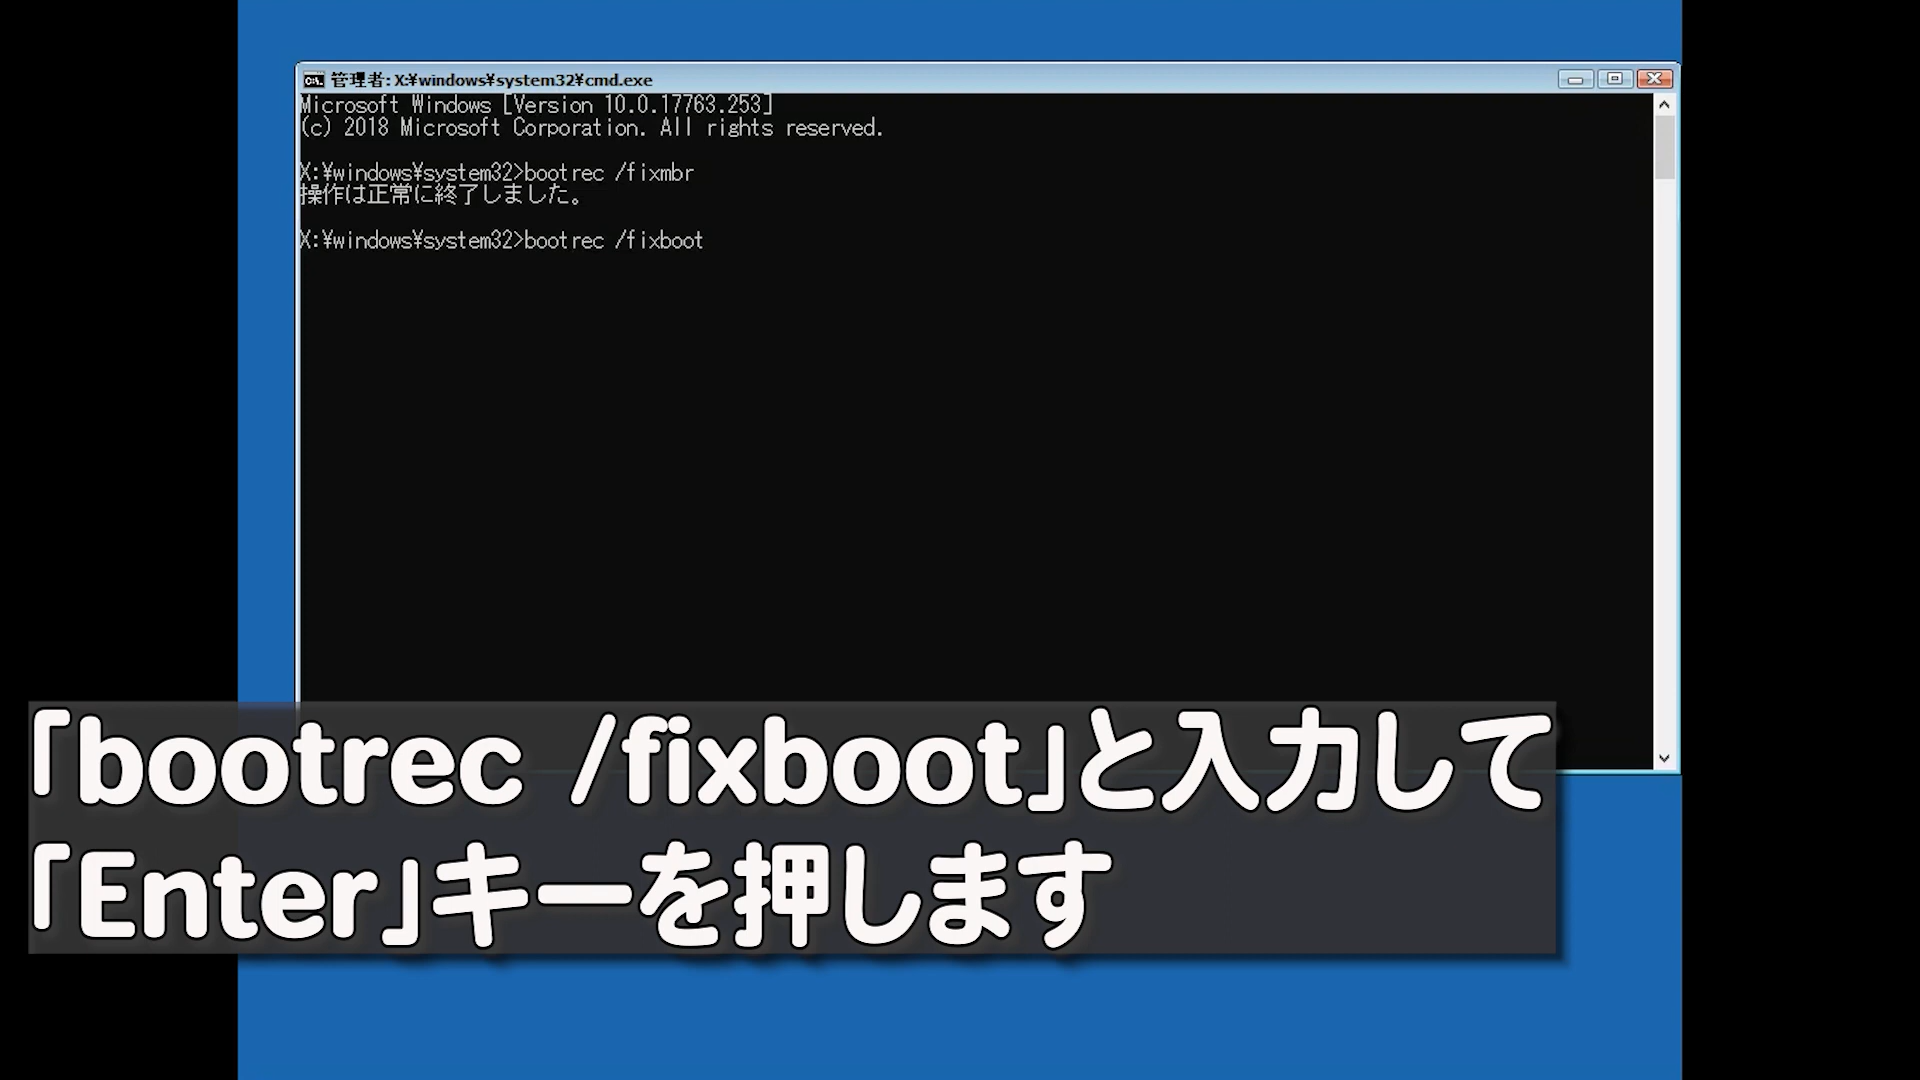 管理者: X:¥windows¥system32¥cmd.exe
Microsoft Windows [Version 10.0.17763.253]
(c) 2018 Microsoft Corporation. All rights reserved.
X:¥windows¥system32>bootrec /fixmbr
操作は正常に終了しました。
X:¥windows¥system32>bootrec /fixboot
「bootrec /fixboot」と入力して
「Enter」キーを押します